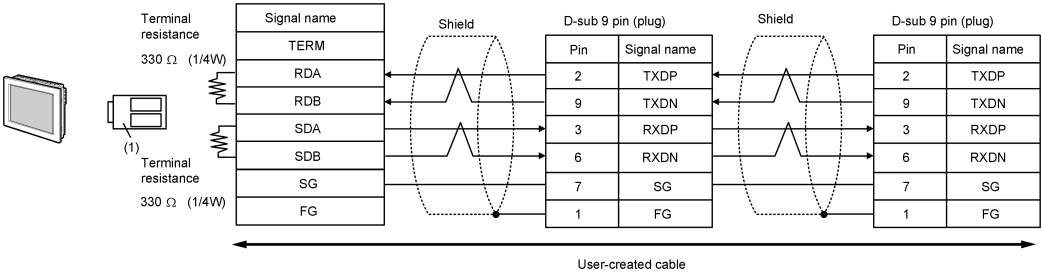 Terminal
resistance
330 Ω (1/4W)
(1)
Terminal
resistance
330 Ω (1/4W)
Signal name
TERM
RDA
RDB
SDA
SDB
SG
FG
Shield
D-sub 9 pin (plug)
Pin Signal name
2 TXDP
9 TXDN
3 RXDP
6 RXDN
7 SG
1 FG
Shield
D-sub 9 pin (plug)
Pin Signal name
2 TXDP
9 TXDN
3 RXDP
6 RXDN
7 SG
1 FG
User-created cable